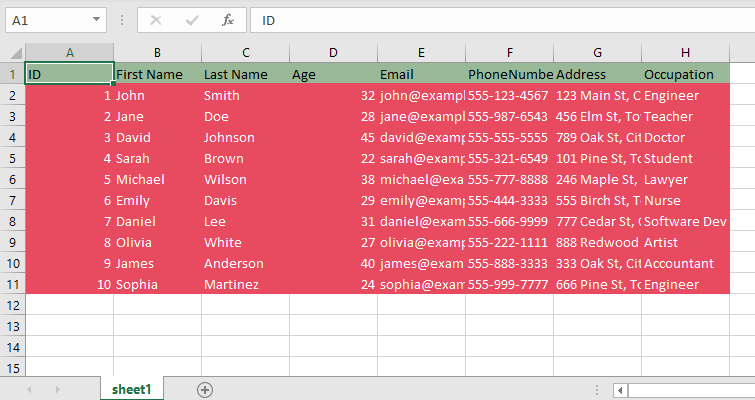 A1 fx ID
A B C D E F G H
1 ID First Name Last Name Age Email PhoneNumbe Address Occupation
2 1 John Smith 32 john@exampl 555-123-4567 123 Main St, C Engineer
3 2 Jane Doe 28 jane@examp 555-987-6543 456 Elm St, To Teacher
4 3 David Johnson 45 david@examp 555-555-5555 789 Oak St, Cit Doctor
5 4 Sarah Brown 22 sarah@examp 555-321-6549 101 Pine St, To Student
6 5 Michael Wilson 38 michael@exa 555-777-8888 246 Maple St, Lawyer
7 6 Emily Davis 29 emily@examp 555-444-3333 555 Birch St, T Nurse
8 7 Daniel Lee 31 daniel@exam 555-666-9999 777 Cedar St, C Software Dev
9 8 Olivia White 27 olivia@examp 555-222-1111 888 Redwood Artist
10 9 James Anderson 40 james@exam 555-888-3333 333 Oak St, Cit Accountant
11 10 Sophia Martinez 24 sophia@exam 555-999-7777 666 Pine St, To Engineer
12
13
14
15
sheet1